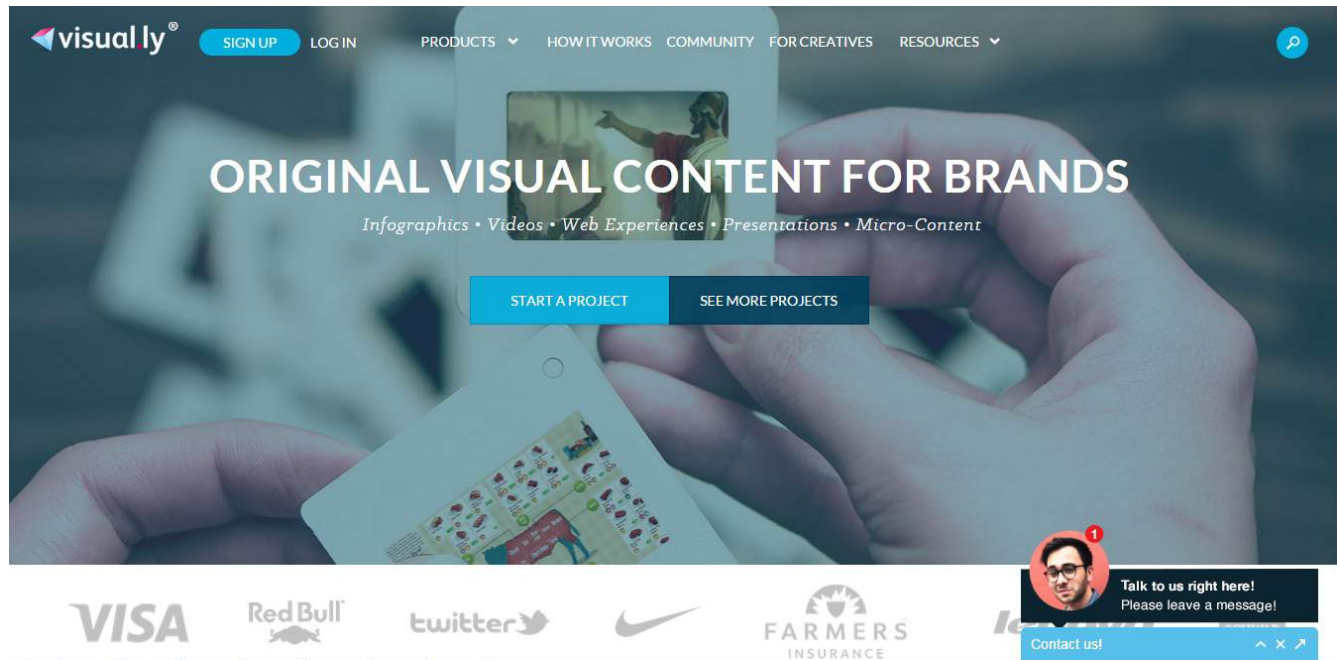 visual.ly®
SIGN UP LOG IN PRODUCTS HOW IT WORKS COMMUNITY FOR CREATIVES RESOURCES
ORIGINAL VISUAL CONTENT FOR BRANDS
Infographics • Videos • Web Experiences • Presentations • Micro-Content
START A PROJECT SEE MORE PROJECTS
1
Talk to us right here!
Please leave a message!
VISA Red Bull twitter FARMERS
INSURANCE
Contact us!